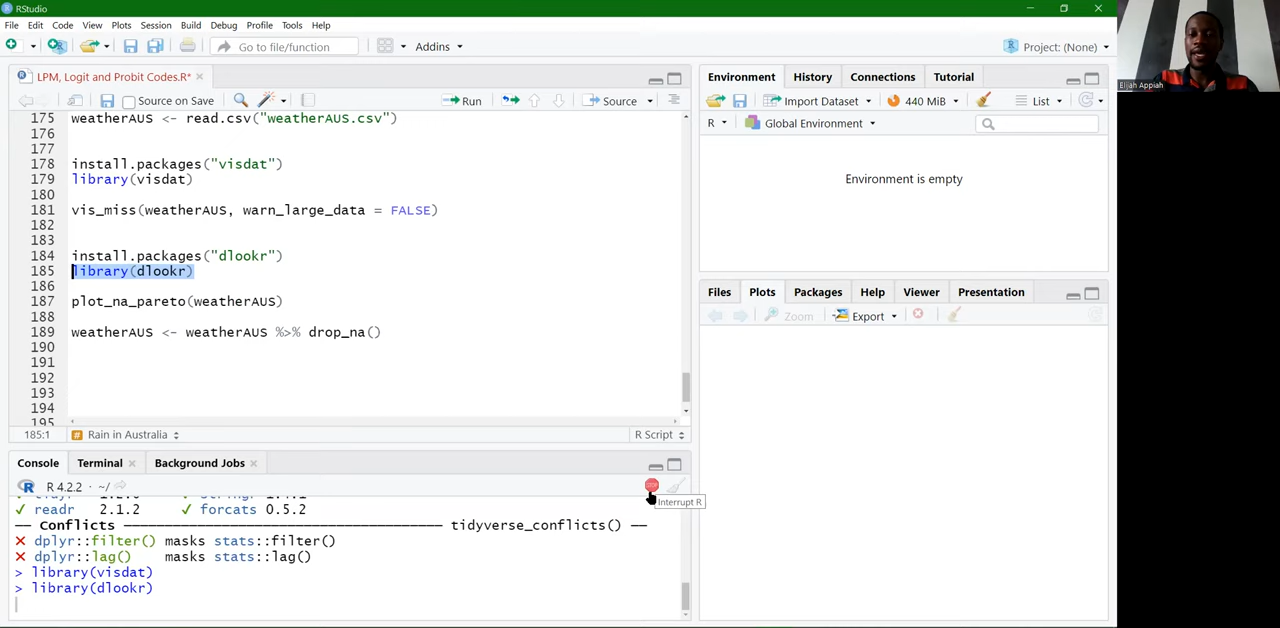 RStudio
File Edit Code View Plots Session Build Debug Profile Tools Help
Go to file/function Addins Project: (None)
Elijah Appiah
LPM, Logit and Probit Codes.R*
Source on Save Run Source
175 weatherAUS <- read.csv("weatherAUS.csv")
176
177
178 install.packages("visdat")
179 library(visdat)
180
181 vis_miss(weatherAUS, warn_large_data = FALSE)
182
183
184 install.packages("dlookr")
185 library(dlookr)
186
187 plot_na_pareto(weatherAUS)
188
189 weatherAUS <- weatherAUS %>% drop_na()
190
191
192
193
194
195
185:1 Rain in Australia R Script
Console Terminal Background Jobs
R 4.2.2 · ~/
✓ readr 2.1.2 ✓ forcats 0.5.2
── Conflicts ──────────────────── tidyverse_conflicts() ──
✗ dplyr::filter() masks stats::filter()
✗ dplyr::lag() masks stats::lag()
> library(visdat)
> library(dlookr)
Interrupt R
Environment History Connections Tutorial
Import Dataset 440 MiB List
R Global Environment
Environment is empty
Files Plots Packages Help Viewer Presentation
Zoom Export